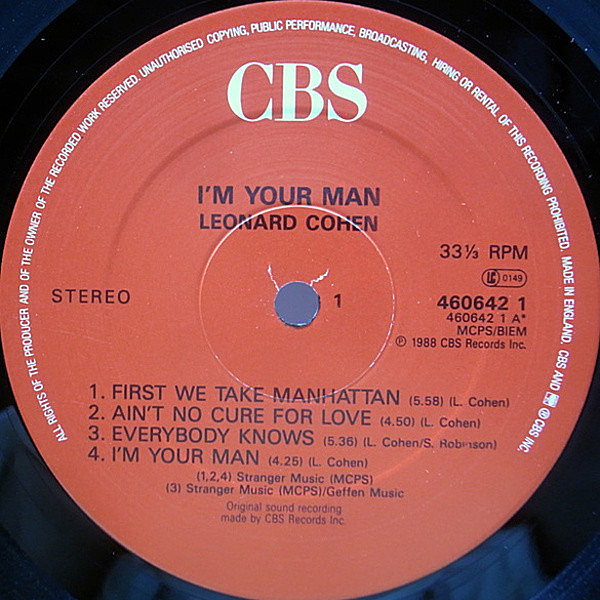 ALL RIGHTS OF THE PRODUCER AND OF THE OWNER OF THE RECORDED WORK RESERVED. UNAUTHORISED COPYING, PUBLIC PERFORMANCE, BROADCASTING, HIRING OR RENTAL OF THIS RECORDING PROHIBITED. MADE IN ENGLAND. CBS AND ® CBS INC.
CBS
I'M YOUR MAN
LEONARD COHEN
33⅓ RPM
LC 0149
STEREO
1
460642 1
460642 1 A*
MCPS/BIEM
℗ 1988 CBS Records Inc.
1. FIRST WE TAKE MANHATTAN (5.58) (L. Cohen)
2. AIN'T NO CURE FOR LOVE (4.50) (L. Cohen)
3. EVERYBODY KNOWS (5.36) (L. Cohen/S. Robinson)
4. I'M YOUR MAN (4.25) (L. Cohen)
(1,2,4) Stranger Music (MCPS)
(3) Stranger Music (MCPS)/Geffen Music
Original sound recording
made by CBS Records Inc.